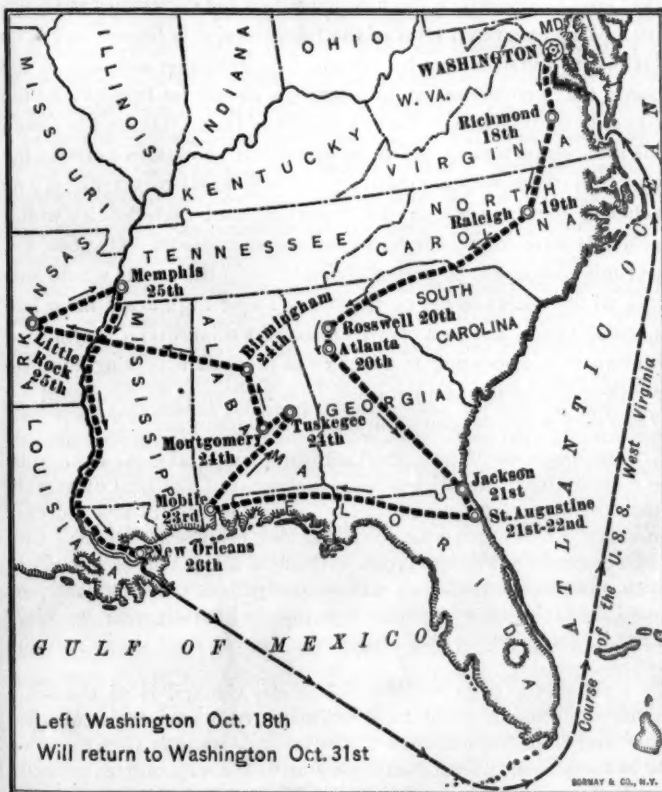 MD.
WASHINGTON
OHIO
INDIANA
ILLINOIS
MISSOURI
W. VA.
KENTUCKY
VIRGINIA
Richmond
18th
NORTH
CAROLINA
Raleigh
19th
TENNESSEE
ARKANSAS
Memphis
25th
Little
Rock
25th
MISSISSIPPI
ALABAMA
Birmingham
24th
SOUTH
CAROLINA
Rosswell 20th
Atlanta
20th
GEORGIA
Montgomery
24th
Tuskegee
24th
LOUISIANA
Mobile
23rd
New Orleans
26th
Jackson
21st
St. Augustine
21st-22nd
FLORIDA
ATLANTIC OCEAN
Course of the U.S.S. West Virginia
GULF OF MEXICO
Left Washington Oct. 18th
Will return to Washington Oct. 31st
BORMAY & CO., N.Y.